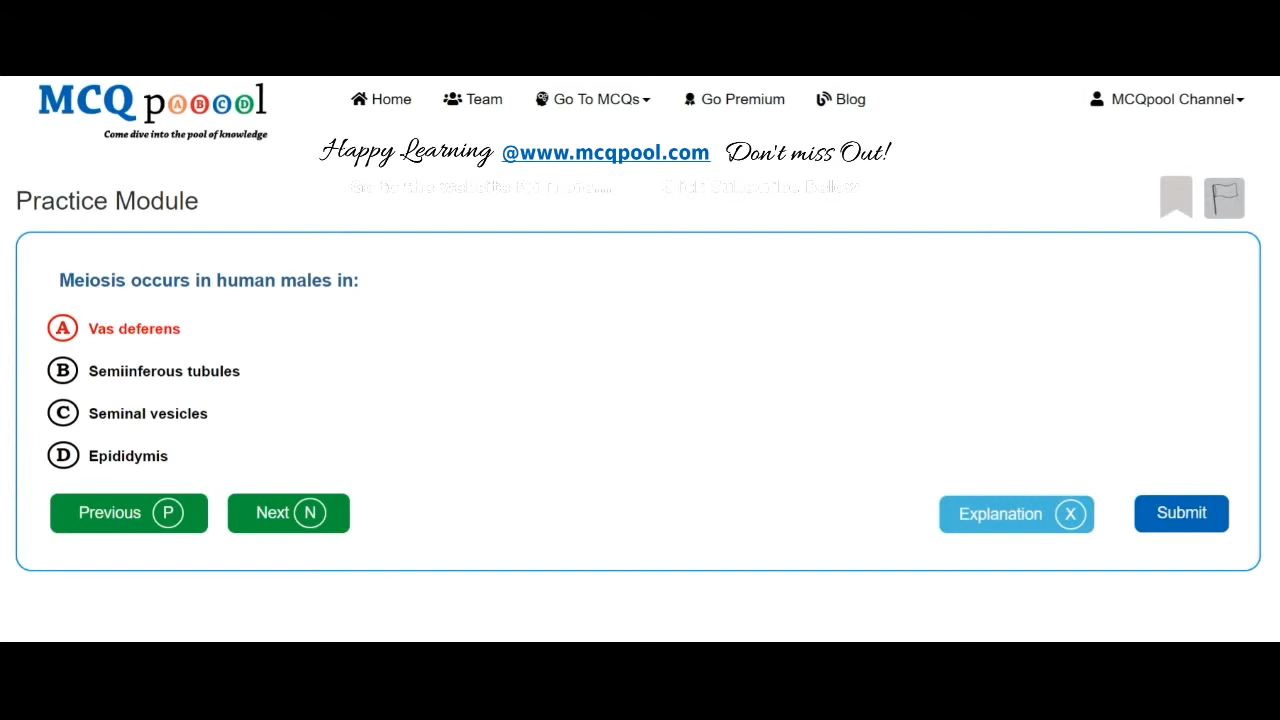 MCQ pooool
Come dive into the pool of knowledge
Home Team Go To MCQs Go Premium Blog MCQpool Channel
Happy Learning @www.mcqpool.com Don't miss Out!
Practice Module
Meiosis occurs in human males in:
A Vas deferens
B Semiinferous tubules
C Seminal vesicles
D Epididymis
Previous P Next N Explanation X Submit